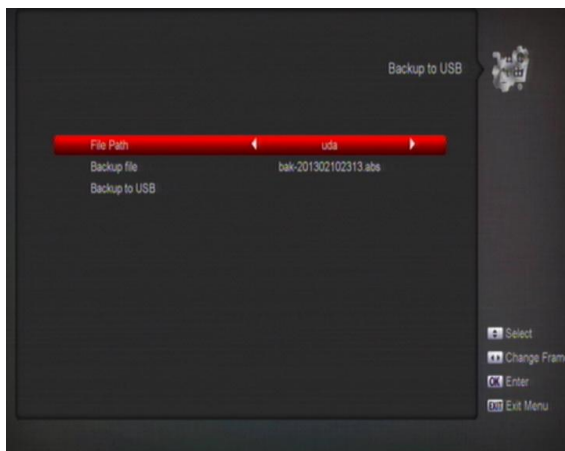 Backup to USB
File Path uda
Backup file bak-201302102313.abs
Backup to USB
Select
Change Fram
OK Enter
EXIT Exit Menu